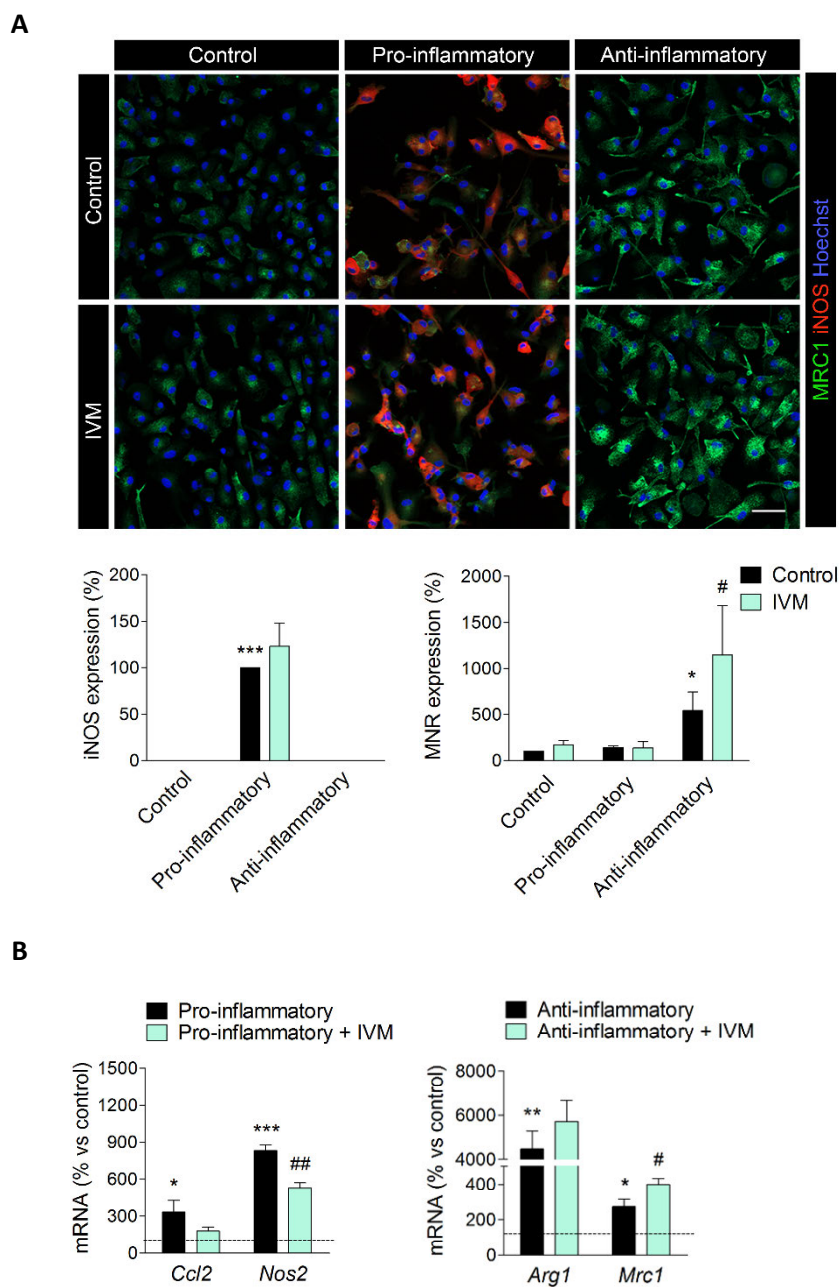 A
Control Pro-inflammatory Anti-inflammatory
Control
IVM
MRC1 iNOS Hoechst
iNOS expression (%)
200
150
100
50
0
***
Control
Pro-inflammatory
Anti-inflammatory
MNR expression (%)
2000
1500
1000
500
0
*
#
Control
IVM
Control
Pro-inflammatory
Anti-inflammatory
B
Pro-inflammatory
Pro-inflammatory + IVM
mRNA (% vs control)
1500
1200
900
600
300
0
*
***
##
Ccl2 Nos2
Anti-inflammatory
Anti-inflammatory + IVM
mRNA (% vs control)
8000
6000
4000
400
200
0
**
*
#
Arg1 Mrc1